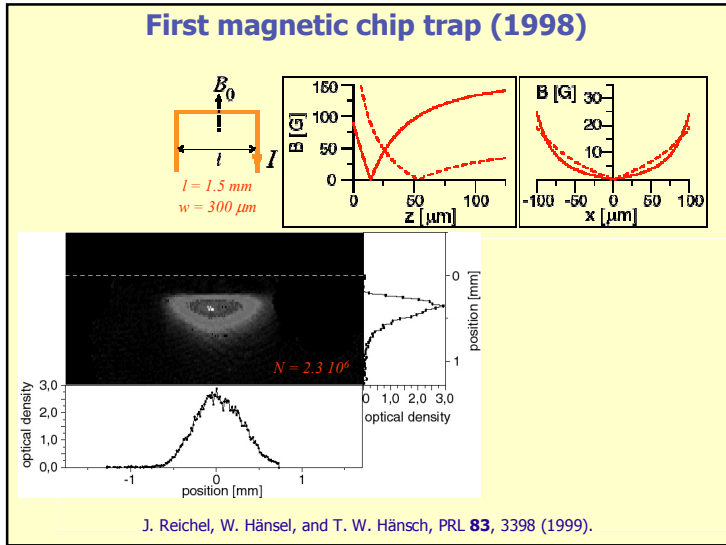 First magnetic chip trap (1998)
B0
l
I
l = 1.5 mm
w = 300 μm
B [G]
150
100
50
0
0 50 100
z [μm]
B [G]
30
20
10
-100 -50 0 50 100
x [μm]
N = 2.3 10^6
0
1
position [mm]
0 1,0 2,0 3,0
optical density
optical density
3,0
2,0
1,0
0,0
-1 0 1
position [mm]
J. Reichel, W. Hänsel, and T. W. Hänsch, PRL 83, 3398 (1999).